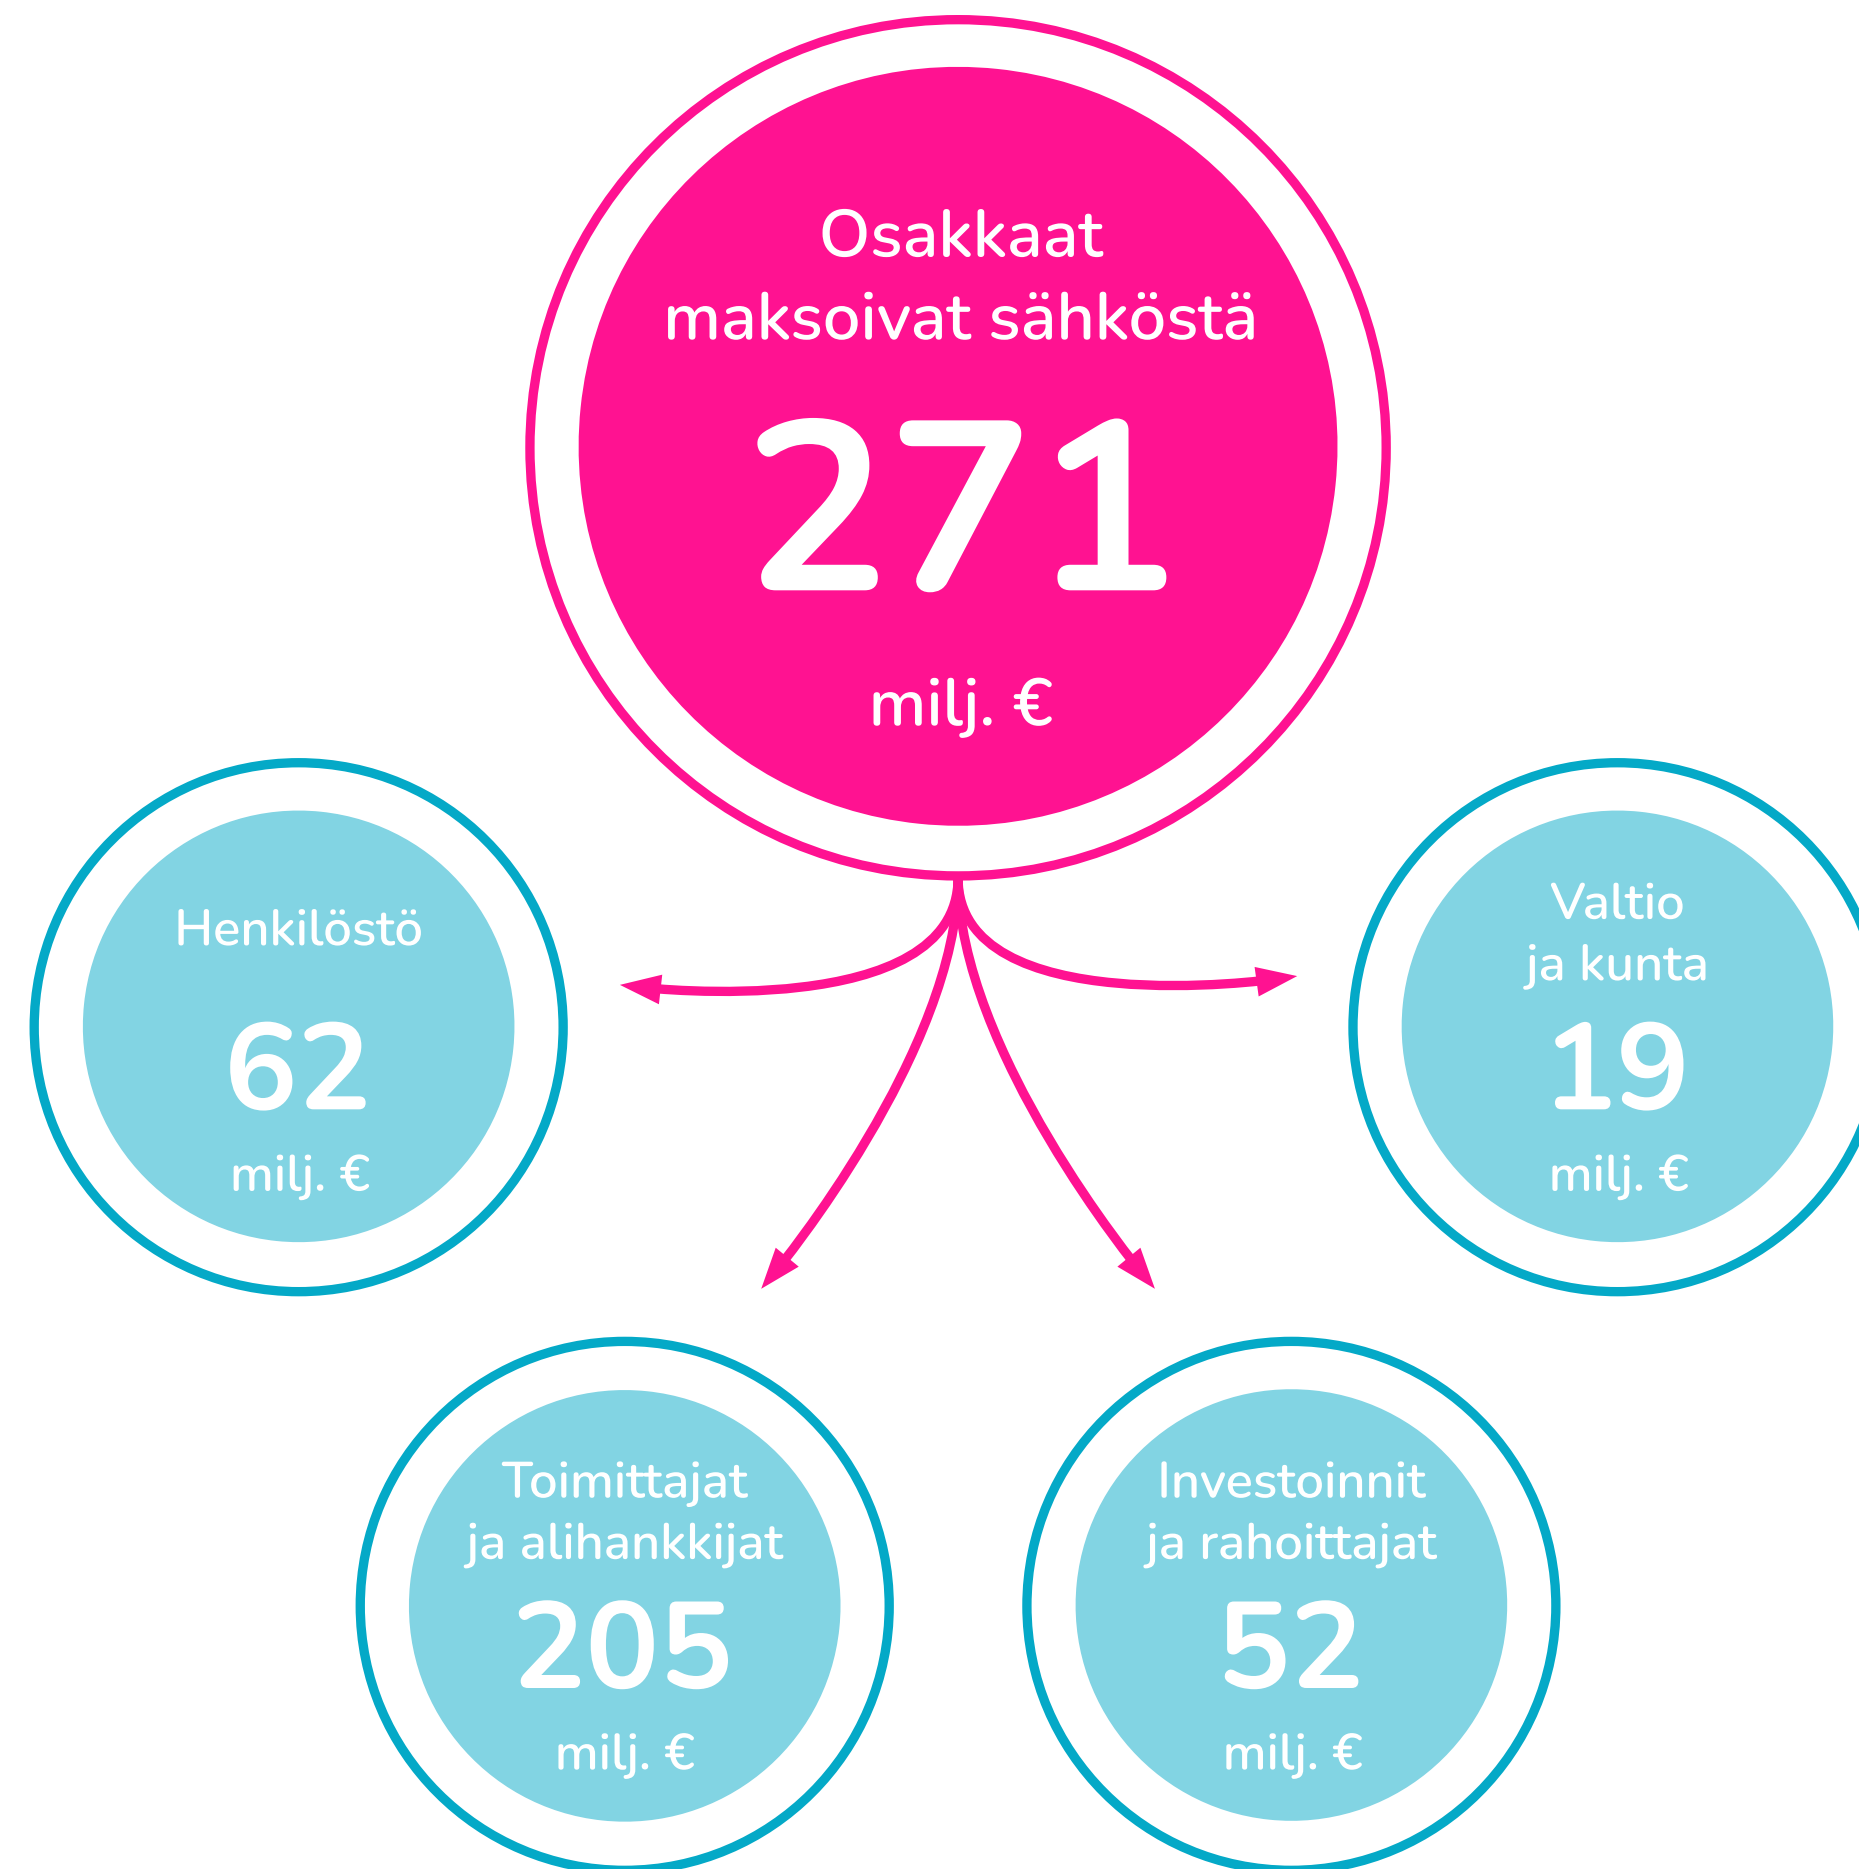 Osakkaat
maksoivat sähköstä
271
milj. €
Henkilöstö
62
milj. €
Valtio
ja kunta
19
milj. €
Toimittajat
ja alihankkijat
205
milj. €
Investoinnit
ja rahoittajat
52
milj. €